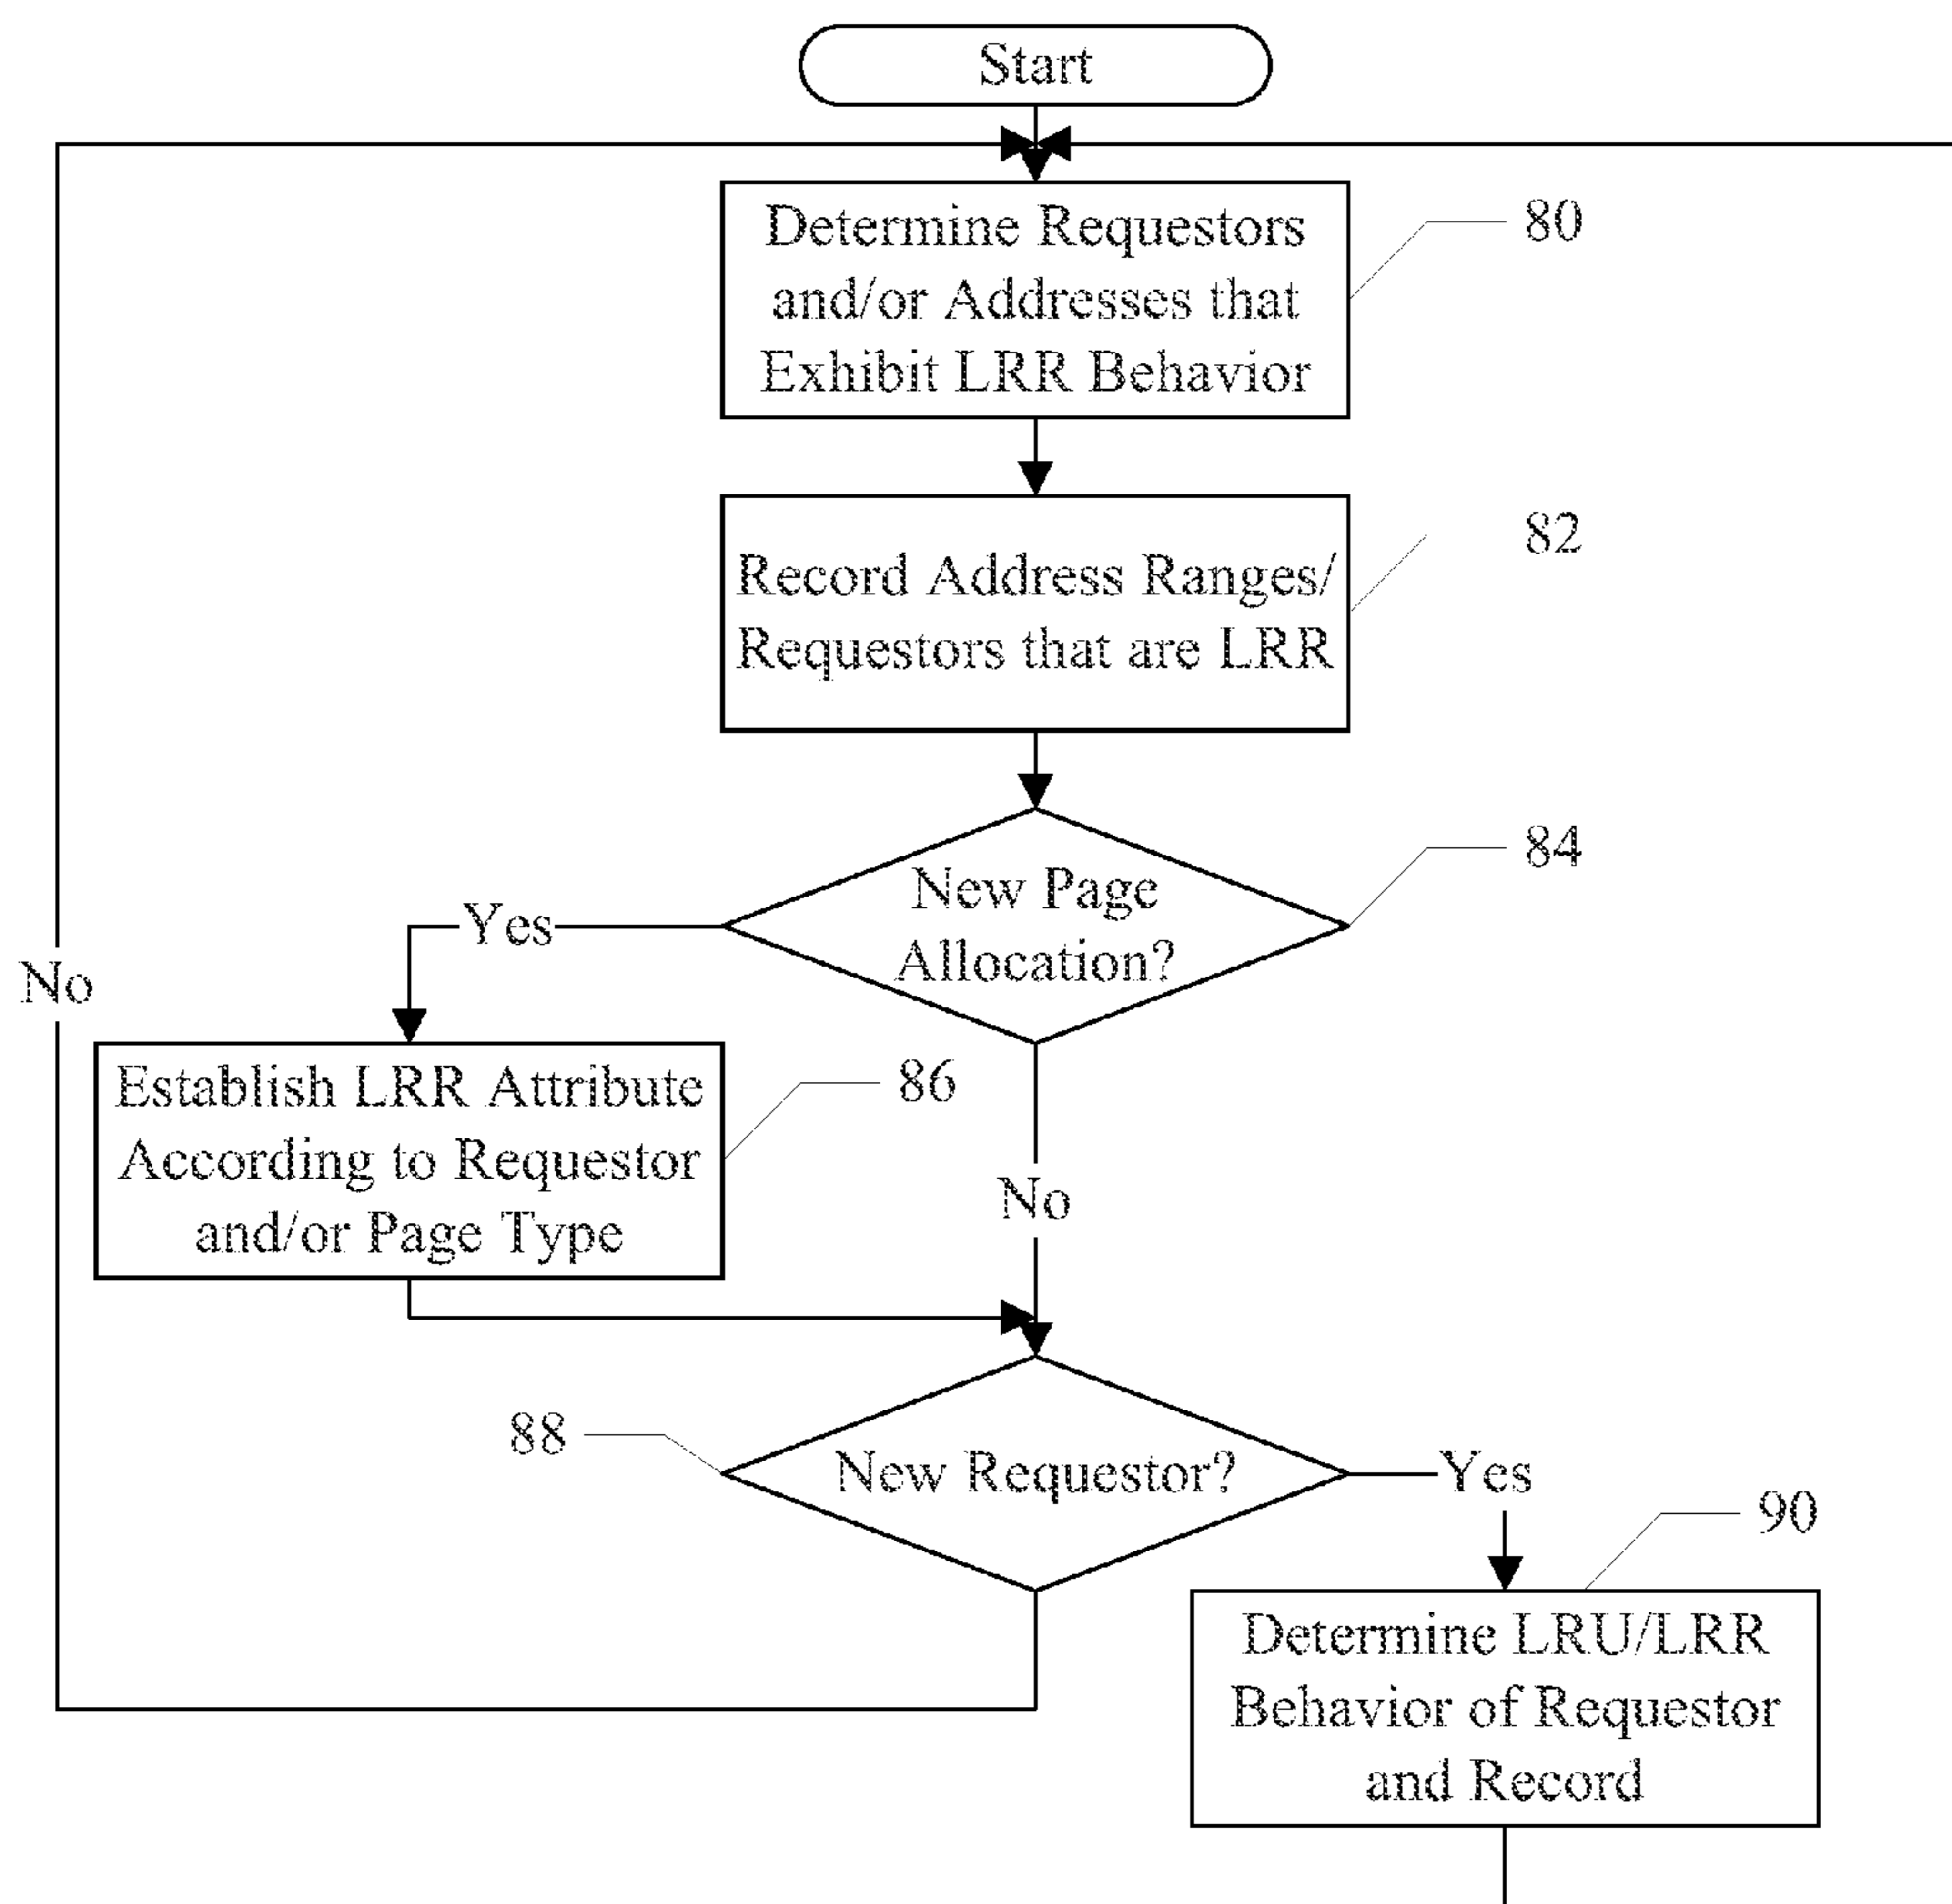 Start
Determine Requestors
and/or Addresses that
Exhibit LRR Behavior
80
Record Address Ranges/
Requestors that are LRR
82
New Page
Allocation?
84
Yes
No
Establish LRR Attribute
According to Requestor
and/or Page Type
86
No
New Requestor?
88
Yes
90
Determine LRU/LRR
Behavior of Requestor
and Record